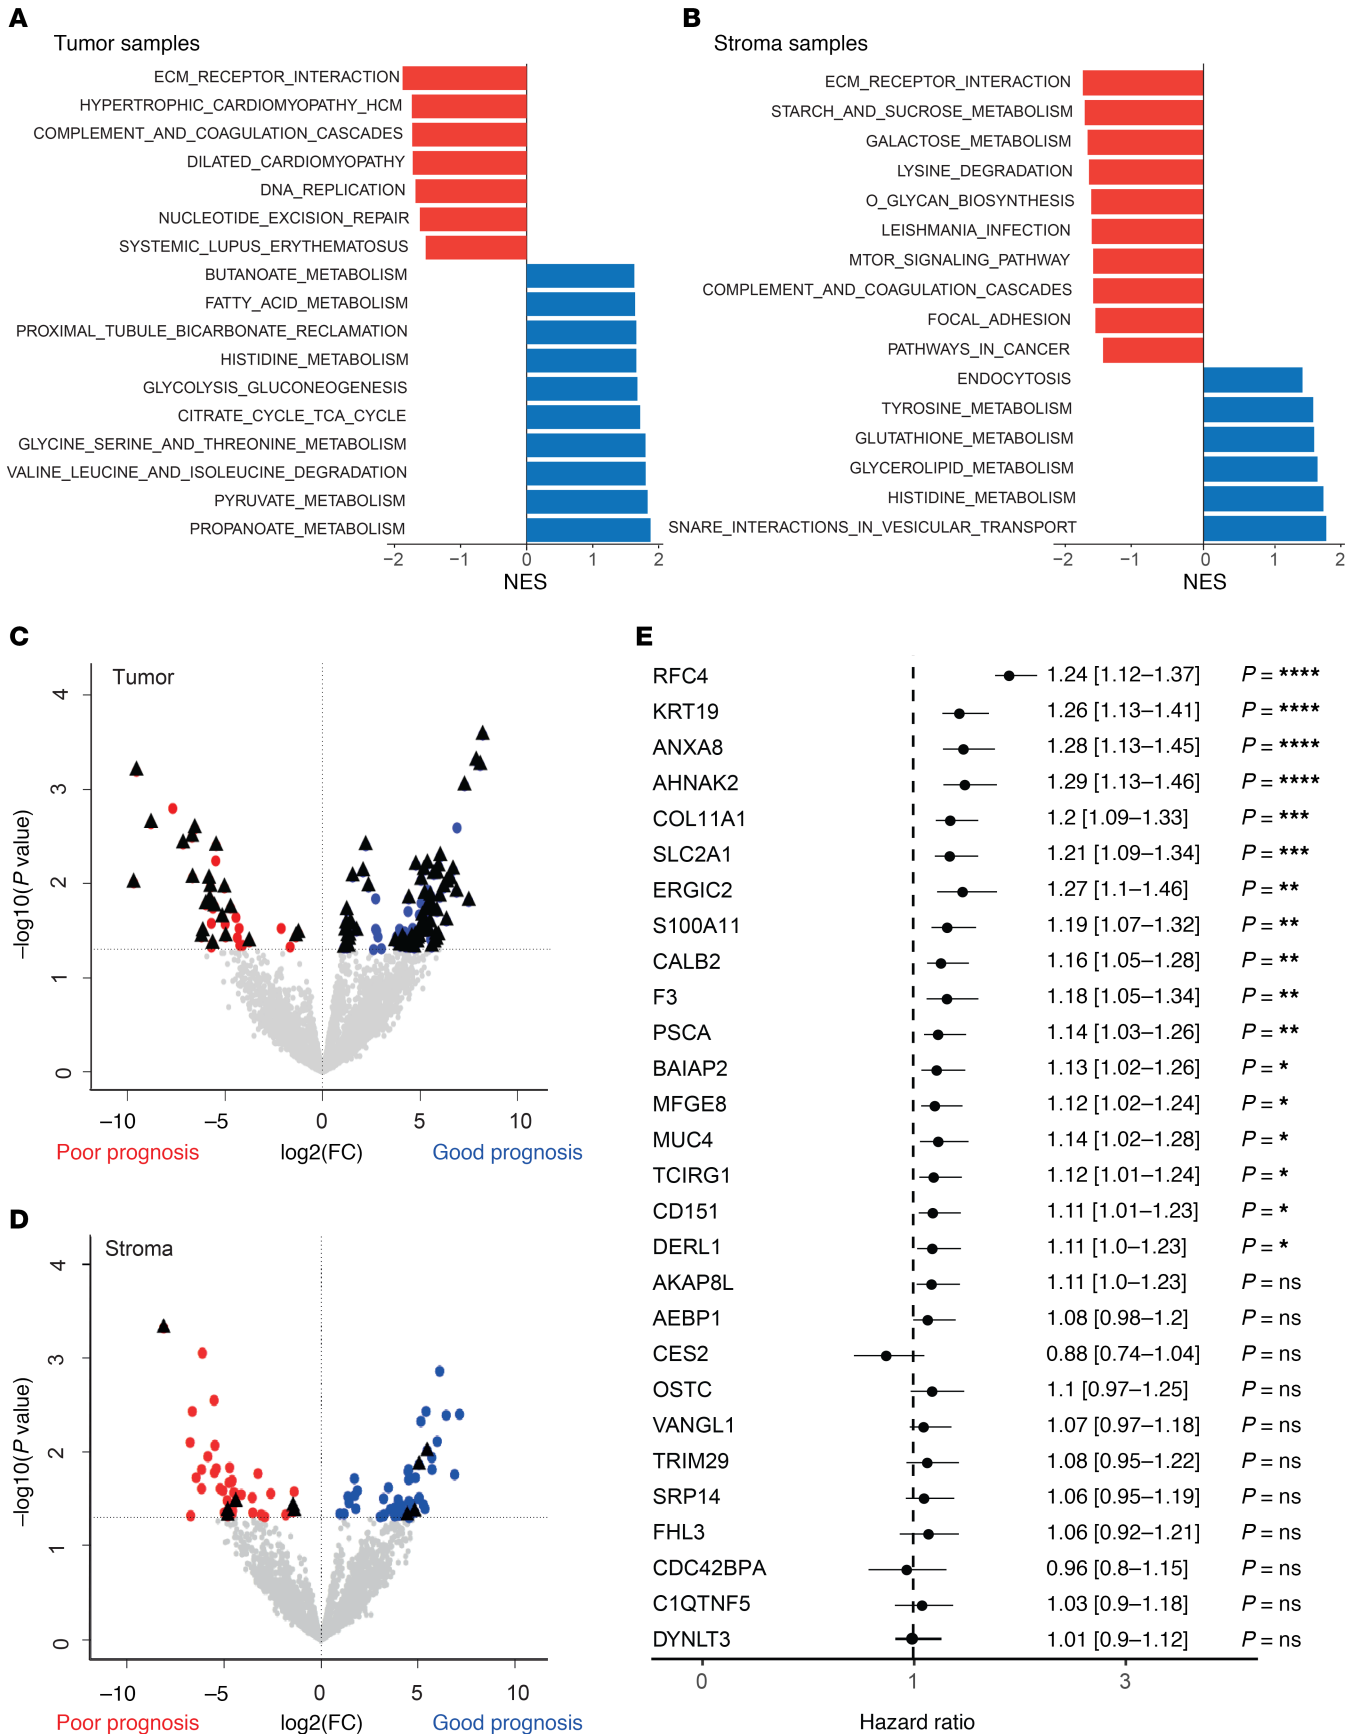 A
Tumor samples
ECM_RECEPTOR_INTERACTION
HYPERTROPHIC_CARDIOMYOPATHY_HCM
COMPLEMENT_AND_COAGULATION_CASCADES
DILATED_CARDIOMYOPATHY
DNA_REPLICATION
NUCLEOTIDE_EXCISION_REPAIR
SYSTEMIC_LUPUS_ERYTHEMATOSUS
BUTANOATE_METABOLISM
FATTY_ACID_METABOLISM
PROXIMAL_TUBULE_BICARBONATE_RECLAMATION
HISTIDINE_METABOLISM
GLYCOLYSIS_GLUCONEOGENESIS
CITRATE_CYCLE_TCA_CYCLE
GLYCINE_SERINE_AND_THREONINE_METABOLISM
VALINE_LEUCINE_AND_ISOLEUCINE_DEGRADATION
PYRUVATE_METABOLISM
PROPANOATE_METABOLISM
−2 −1 0 1 2
NES
B
Stroma samples
ECM_RECEPTOR_INTERACTION
STARCH_AND_SUCROSE_METABOLISM
GALACTOSE_METABOLISM
LYSINE_DEGRADATION
O_GLYCAN_BIOSYNTHESIS
LEISHMANIA_INFECTION
MTOR_SIGNALING_PATHWAY
COMPLEMENT_AND_COAGULATION_CASCADES
FOCAL_ADHESION
PATHWAYS_IN_CANCER
ENDOCYTOSIS
TYROSINE_METABOLISM
GLUTATHIONE_METABOLISM
GLYCEROLIPID_METABOLISM
HISTIDINE_METABOLISM
SNARE_INTERACTIONS_IN_VESICULAR_TRANSPORT
−2 −1 0 1 2
NES
C
Tumor
4
3
2
1
0
−log10(P value)
−10 −5 0 5 10
Poor prognosis log2(FC) Good prognosis
D
Stroma
4
3
2
1
0
−log10(P value)
−10 −5 0 5 10
Poor prognosis log2(FC) Good prognosis
E
RFC4 1.24 [1.12–1.37] P = ****
KRT19 1.26 [1.13–1.41] P = ****
ANXA8 1.28 [1.13–1.45] P = ****
AHNAK2 1.29 [1.13–1.46] P = ****
COL11A1 1.2 [1.09–1.33] P = ***
SLC2A1 1.21 [1.09–1.34] P = ***
ERGIC2 1.27 [1.1–1.46] P = **
S100A11 1.19 [1.07–1.32] P = **
CALB2 1.16 [1.05–1.28] P = **
F3 1.18 [1.05–1.34] P = **
PSCA 1.14 [1.03–1.26] P = **
BAIAP2 1.13 [1.02–1.26] P = *
MFGE8 1.12 [1.02–1.24] P = *
MUC4 1.14 [1.02–1.28] P = *
TCIRG1 1.12 [1.01–1.24] P = *
CD151 1.11 [1.01–1.23] P = *
DERL1 1.11 [1.0–1.23] P = *
AKAP8L 1.11 [1.0–1.23] P = ns
AEBP1 1.08 [0.98–1.2] P = ns
CES2 0.88 [0.74–1.04] P = ns
OSTC 1.1 [0.97–1.25] P = ns
VANGL1 1.07 [0.97–1.18] P = ns
TRIM29 1.08 [0.95–1.22] P = ns
SRP14 1.06 [0.95–1.19] P = ns
FHL3 1.06 [0.92–1.21] P = ns
CDC42BPA 0.96 [0.8–1.15] P = ns
C1QTNF5 1.03 [0.9–1.18] P = ns
DYNLT3 1.01 [0.9–1.12] P = ns
0 1 3
Hazard ratio